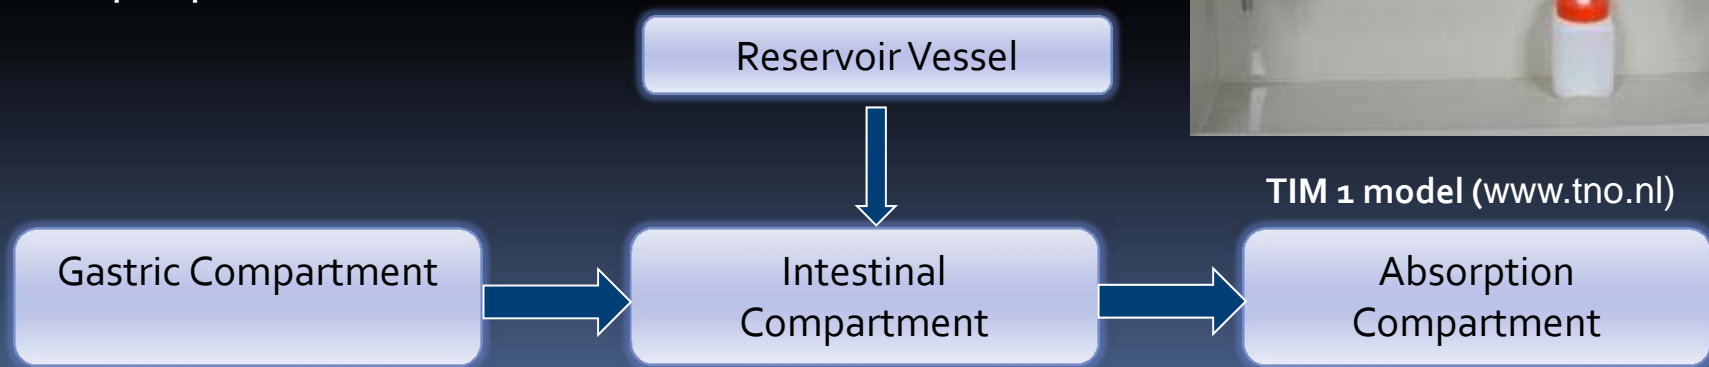 Reservoir Vessel
TIM 1 model (www.tno.nl)
Gastric Compartment
Intestinal
Compartment
Absorption
Compartment